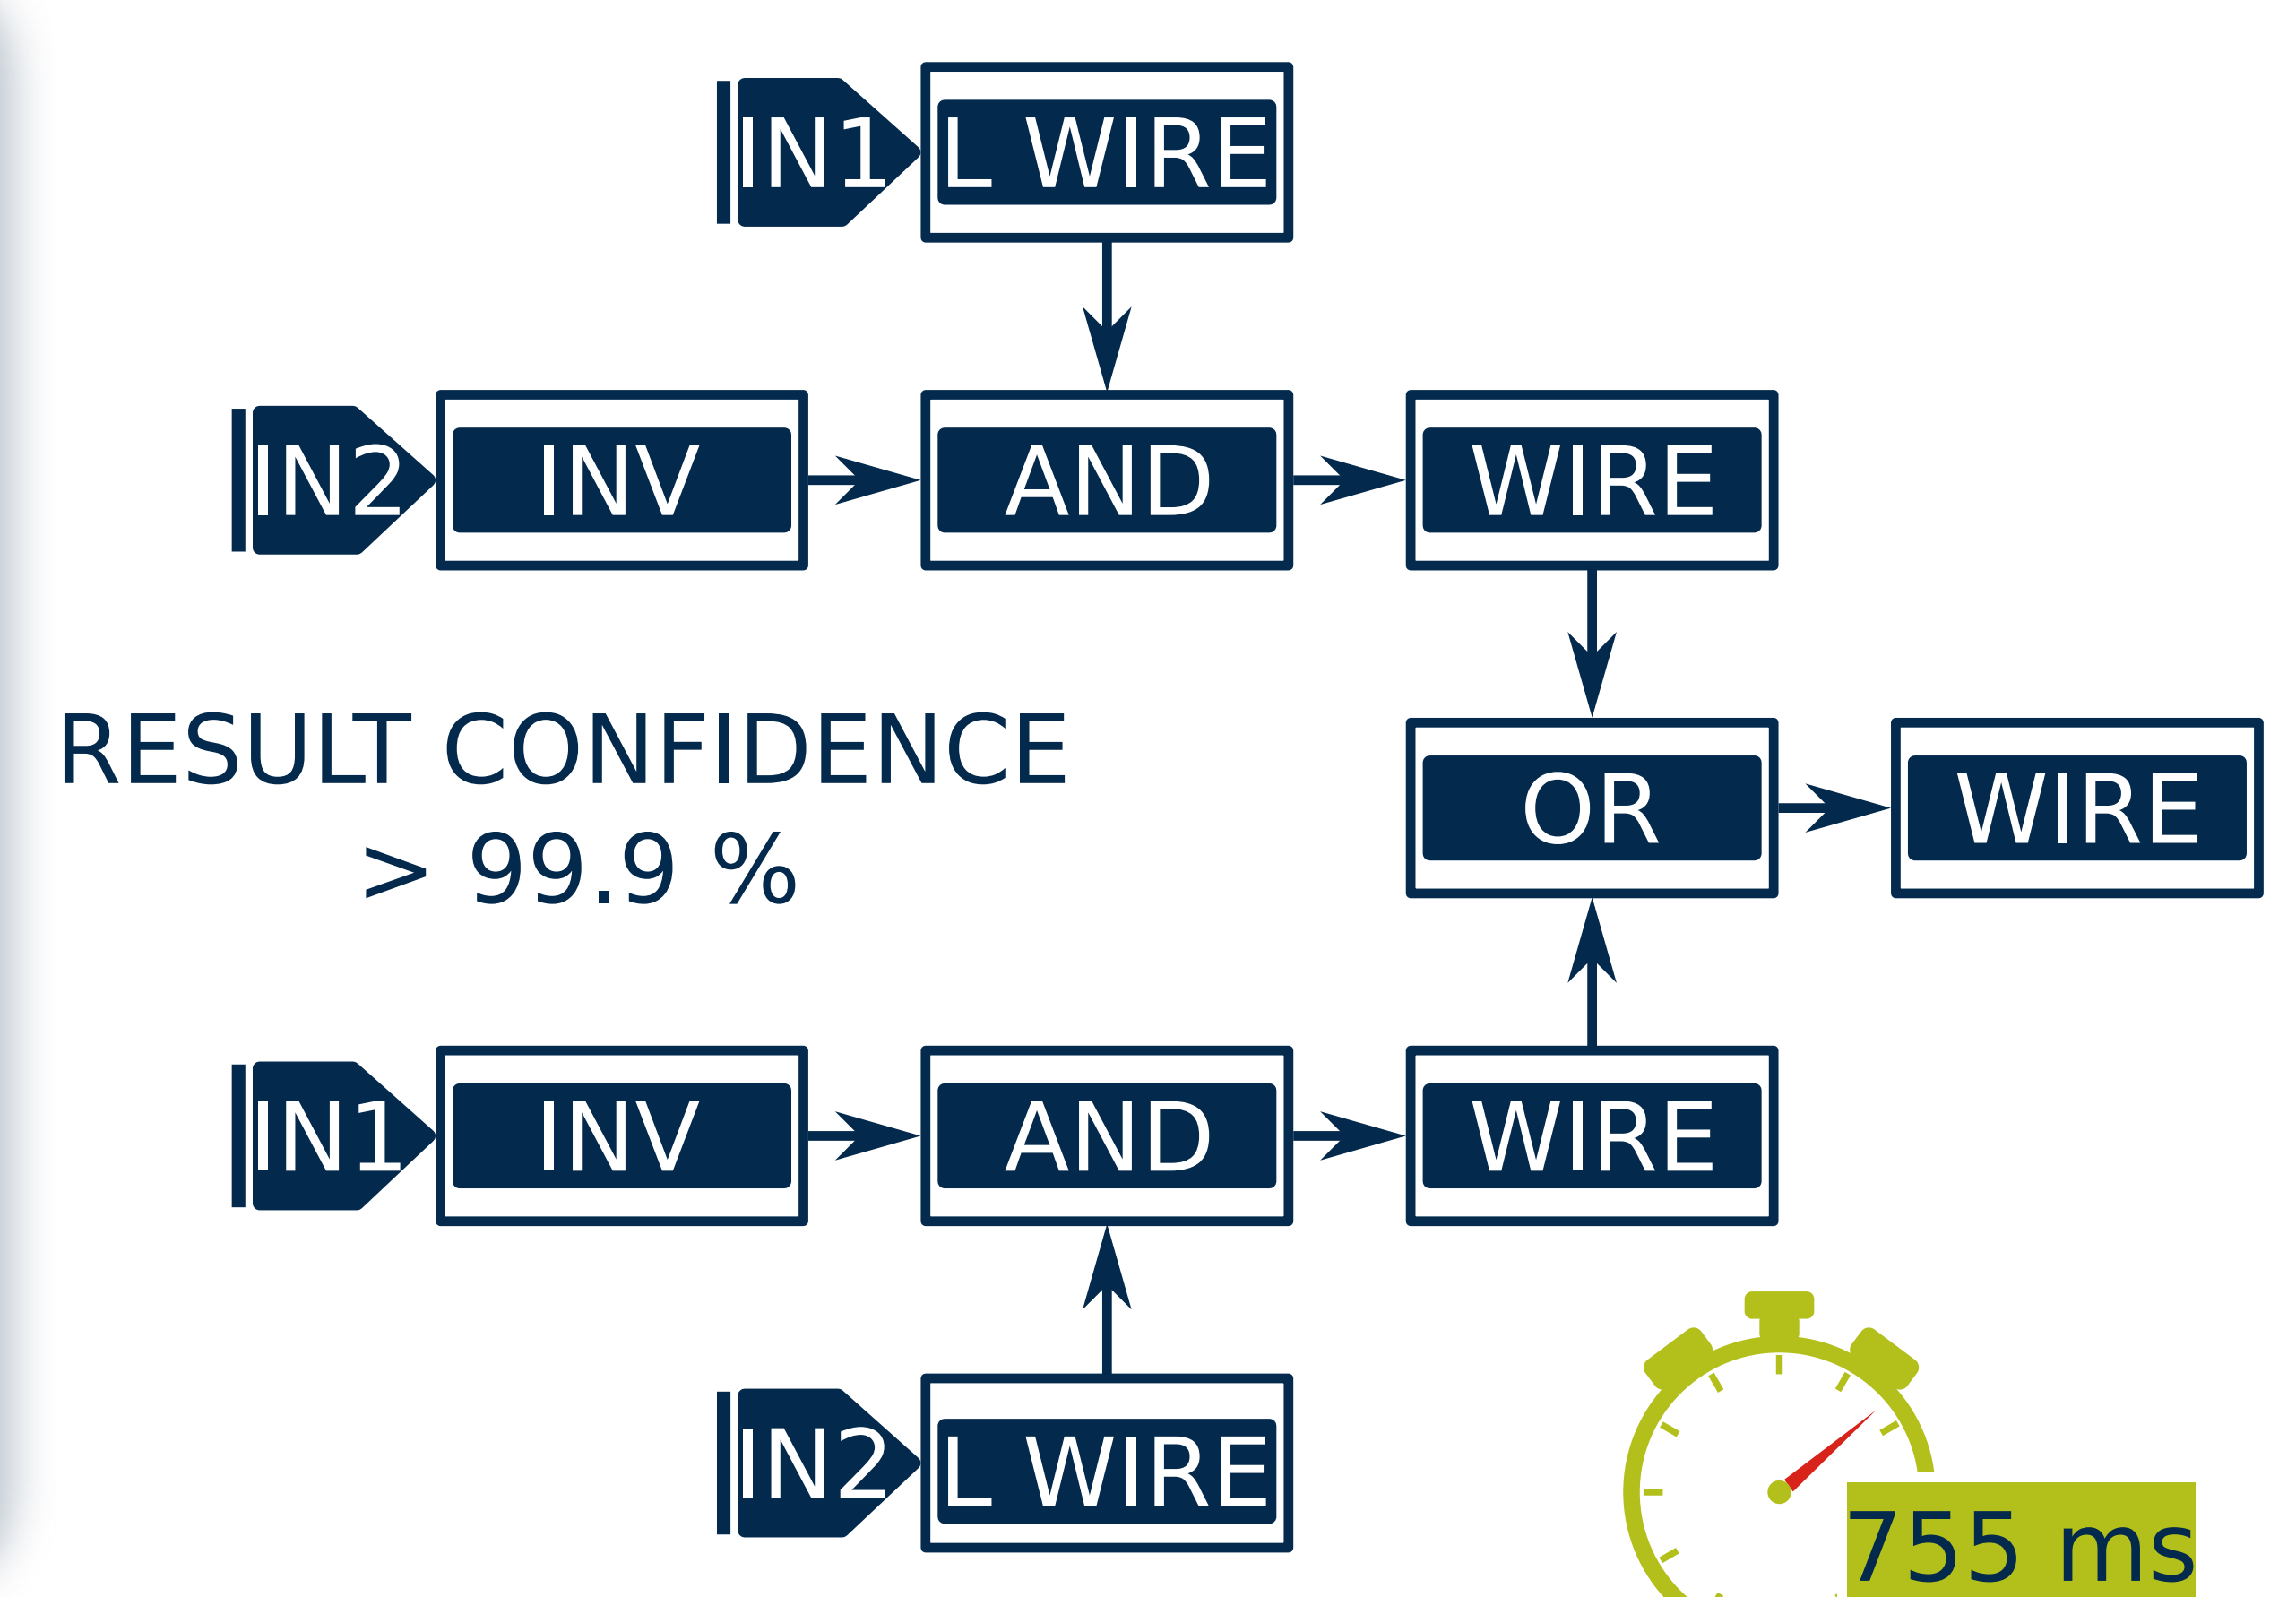 IN1
L WIRE
IN2
INV
AND
WIRE
RESULT CONFIDENCE
> 99.9 %
OR
WIRE
IN1
INV
AND
WIRE
IN2
L WIRE
755 ms